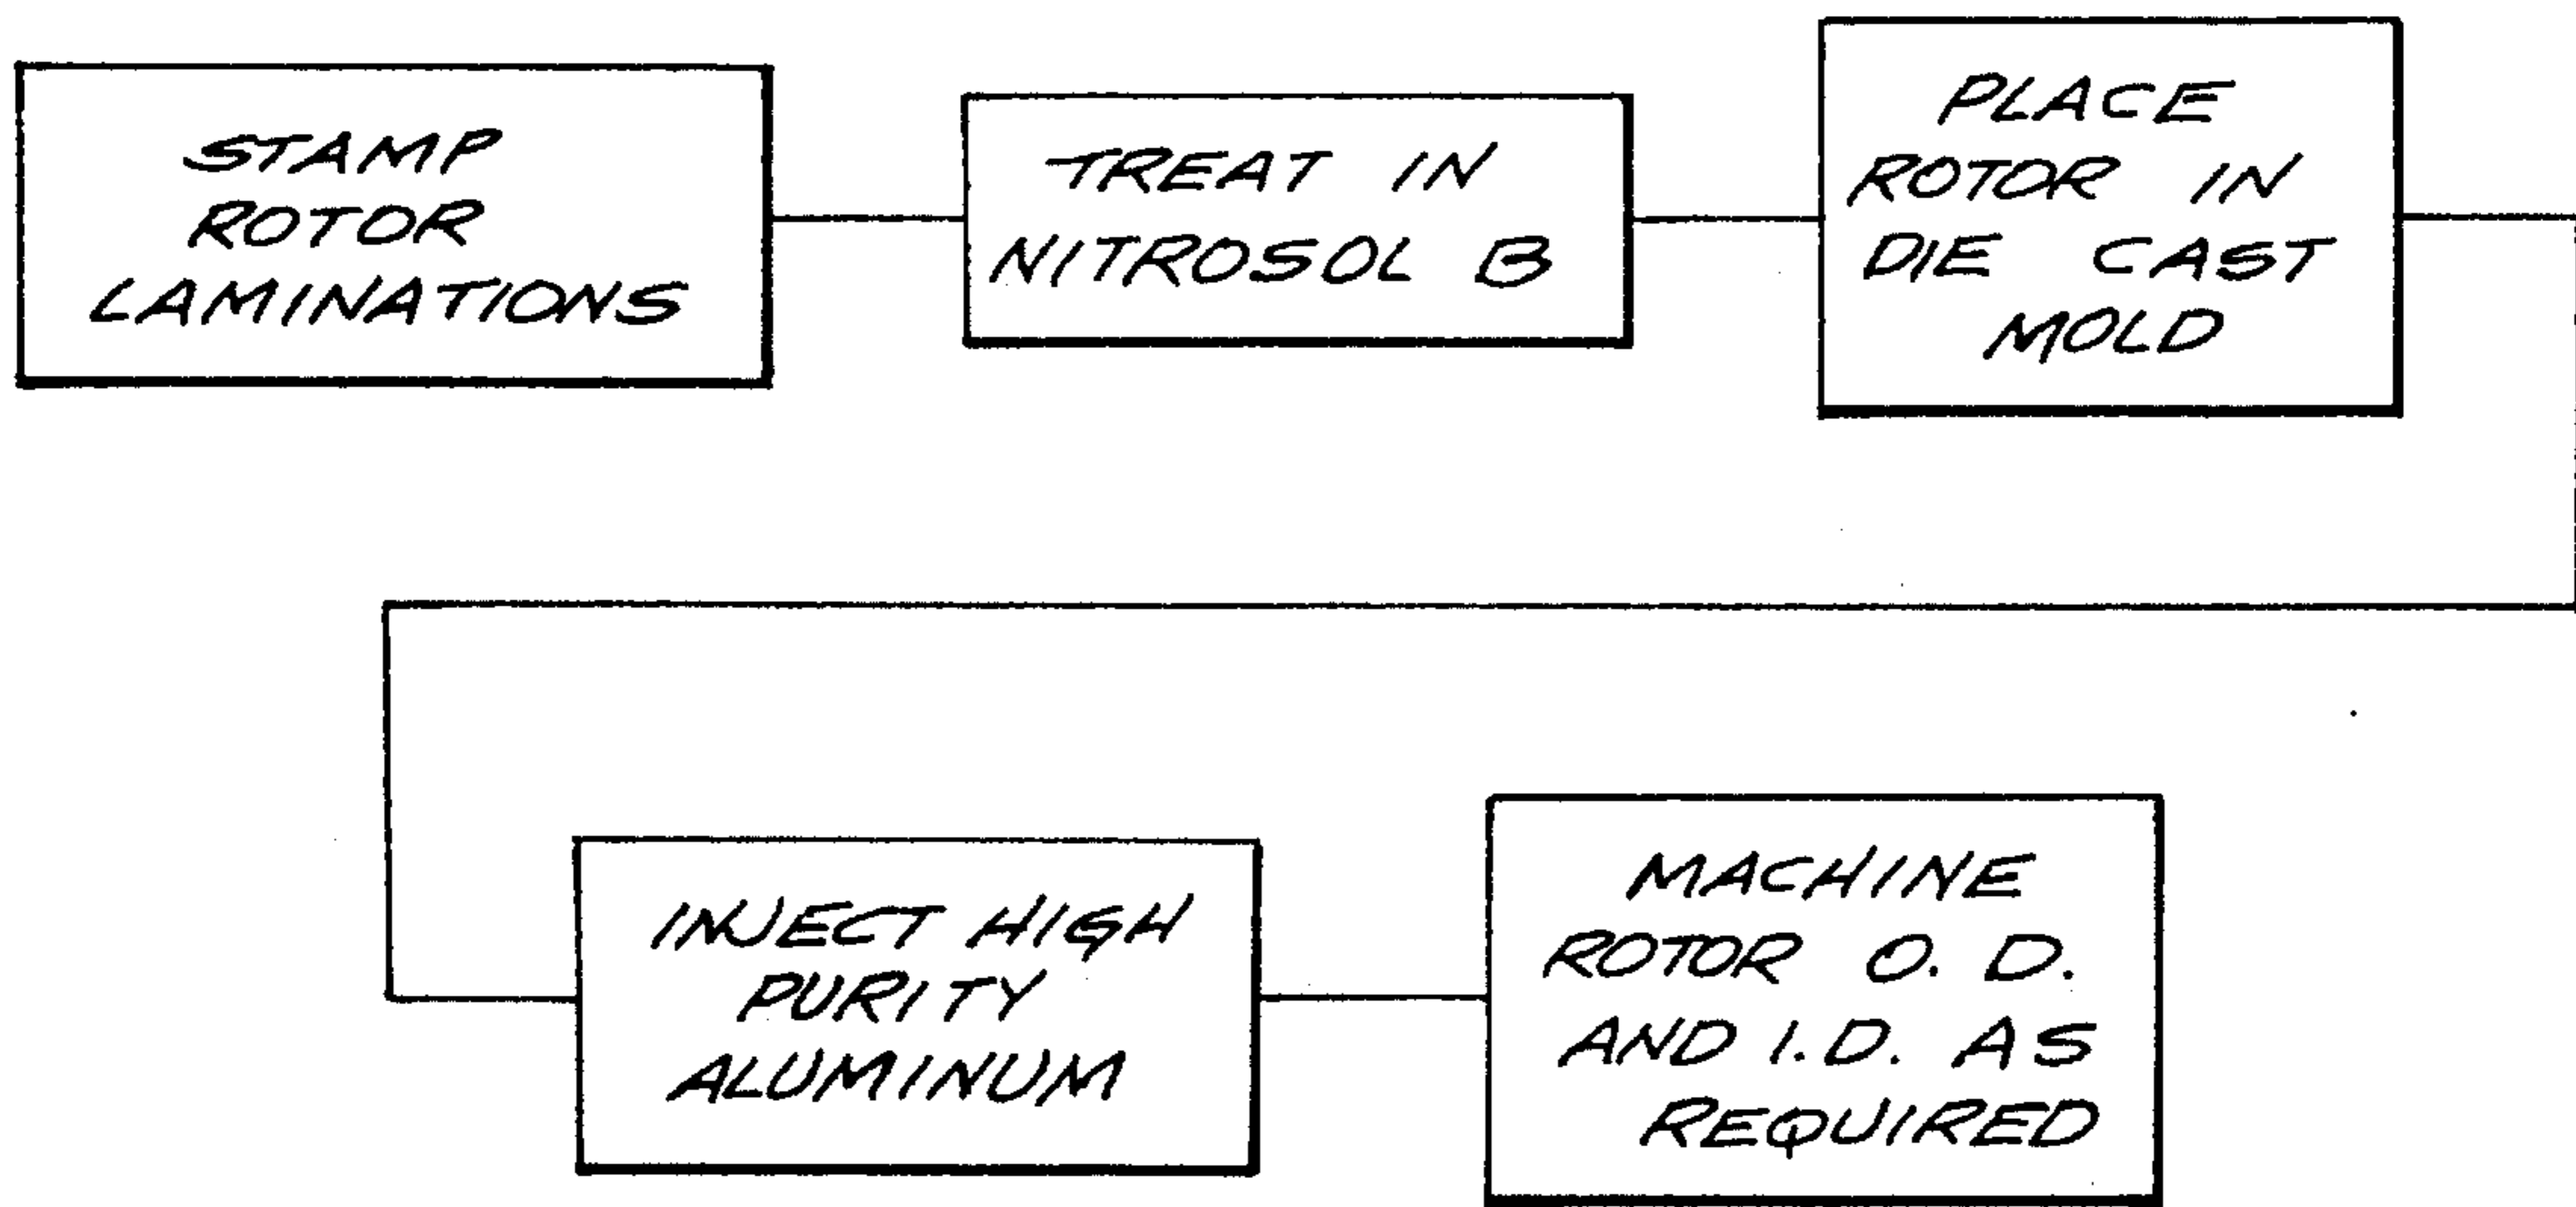 STAMP
ROTOR
LAMINATIONS
TREAT IN
NITROSOL B
PLACE
ROTOR IN
DIE CAST
MOLD
INJECT HIGH
PURITY
ALUMINUM
MACHINE
ROTOR O. D.
AND I.D. AS
REQUIRED